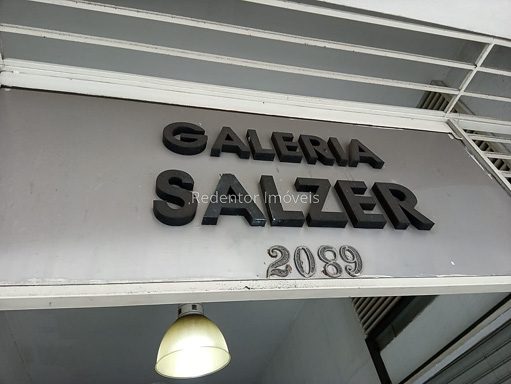 GALERIA
SALZER
Redentor Imóveis
2089